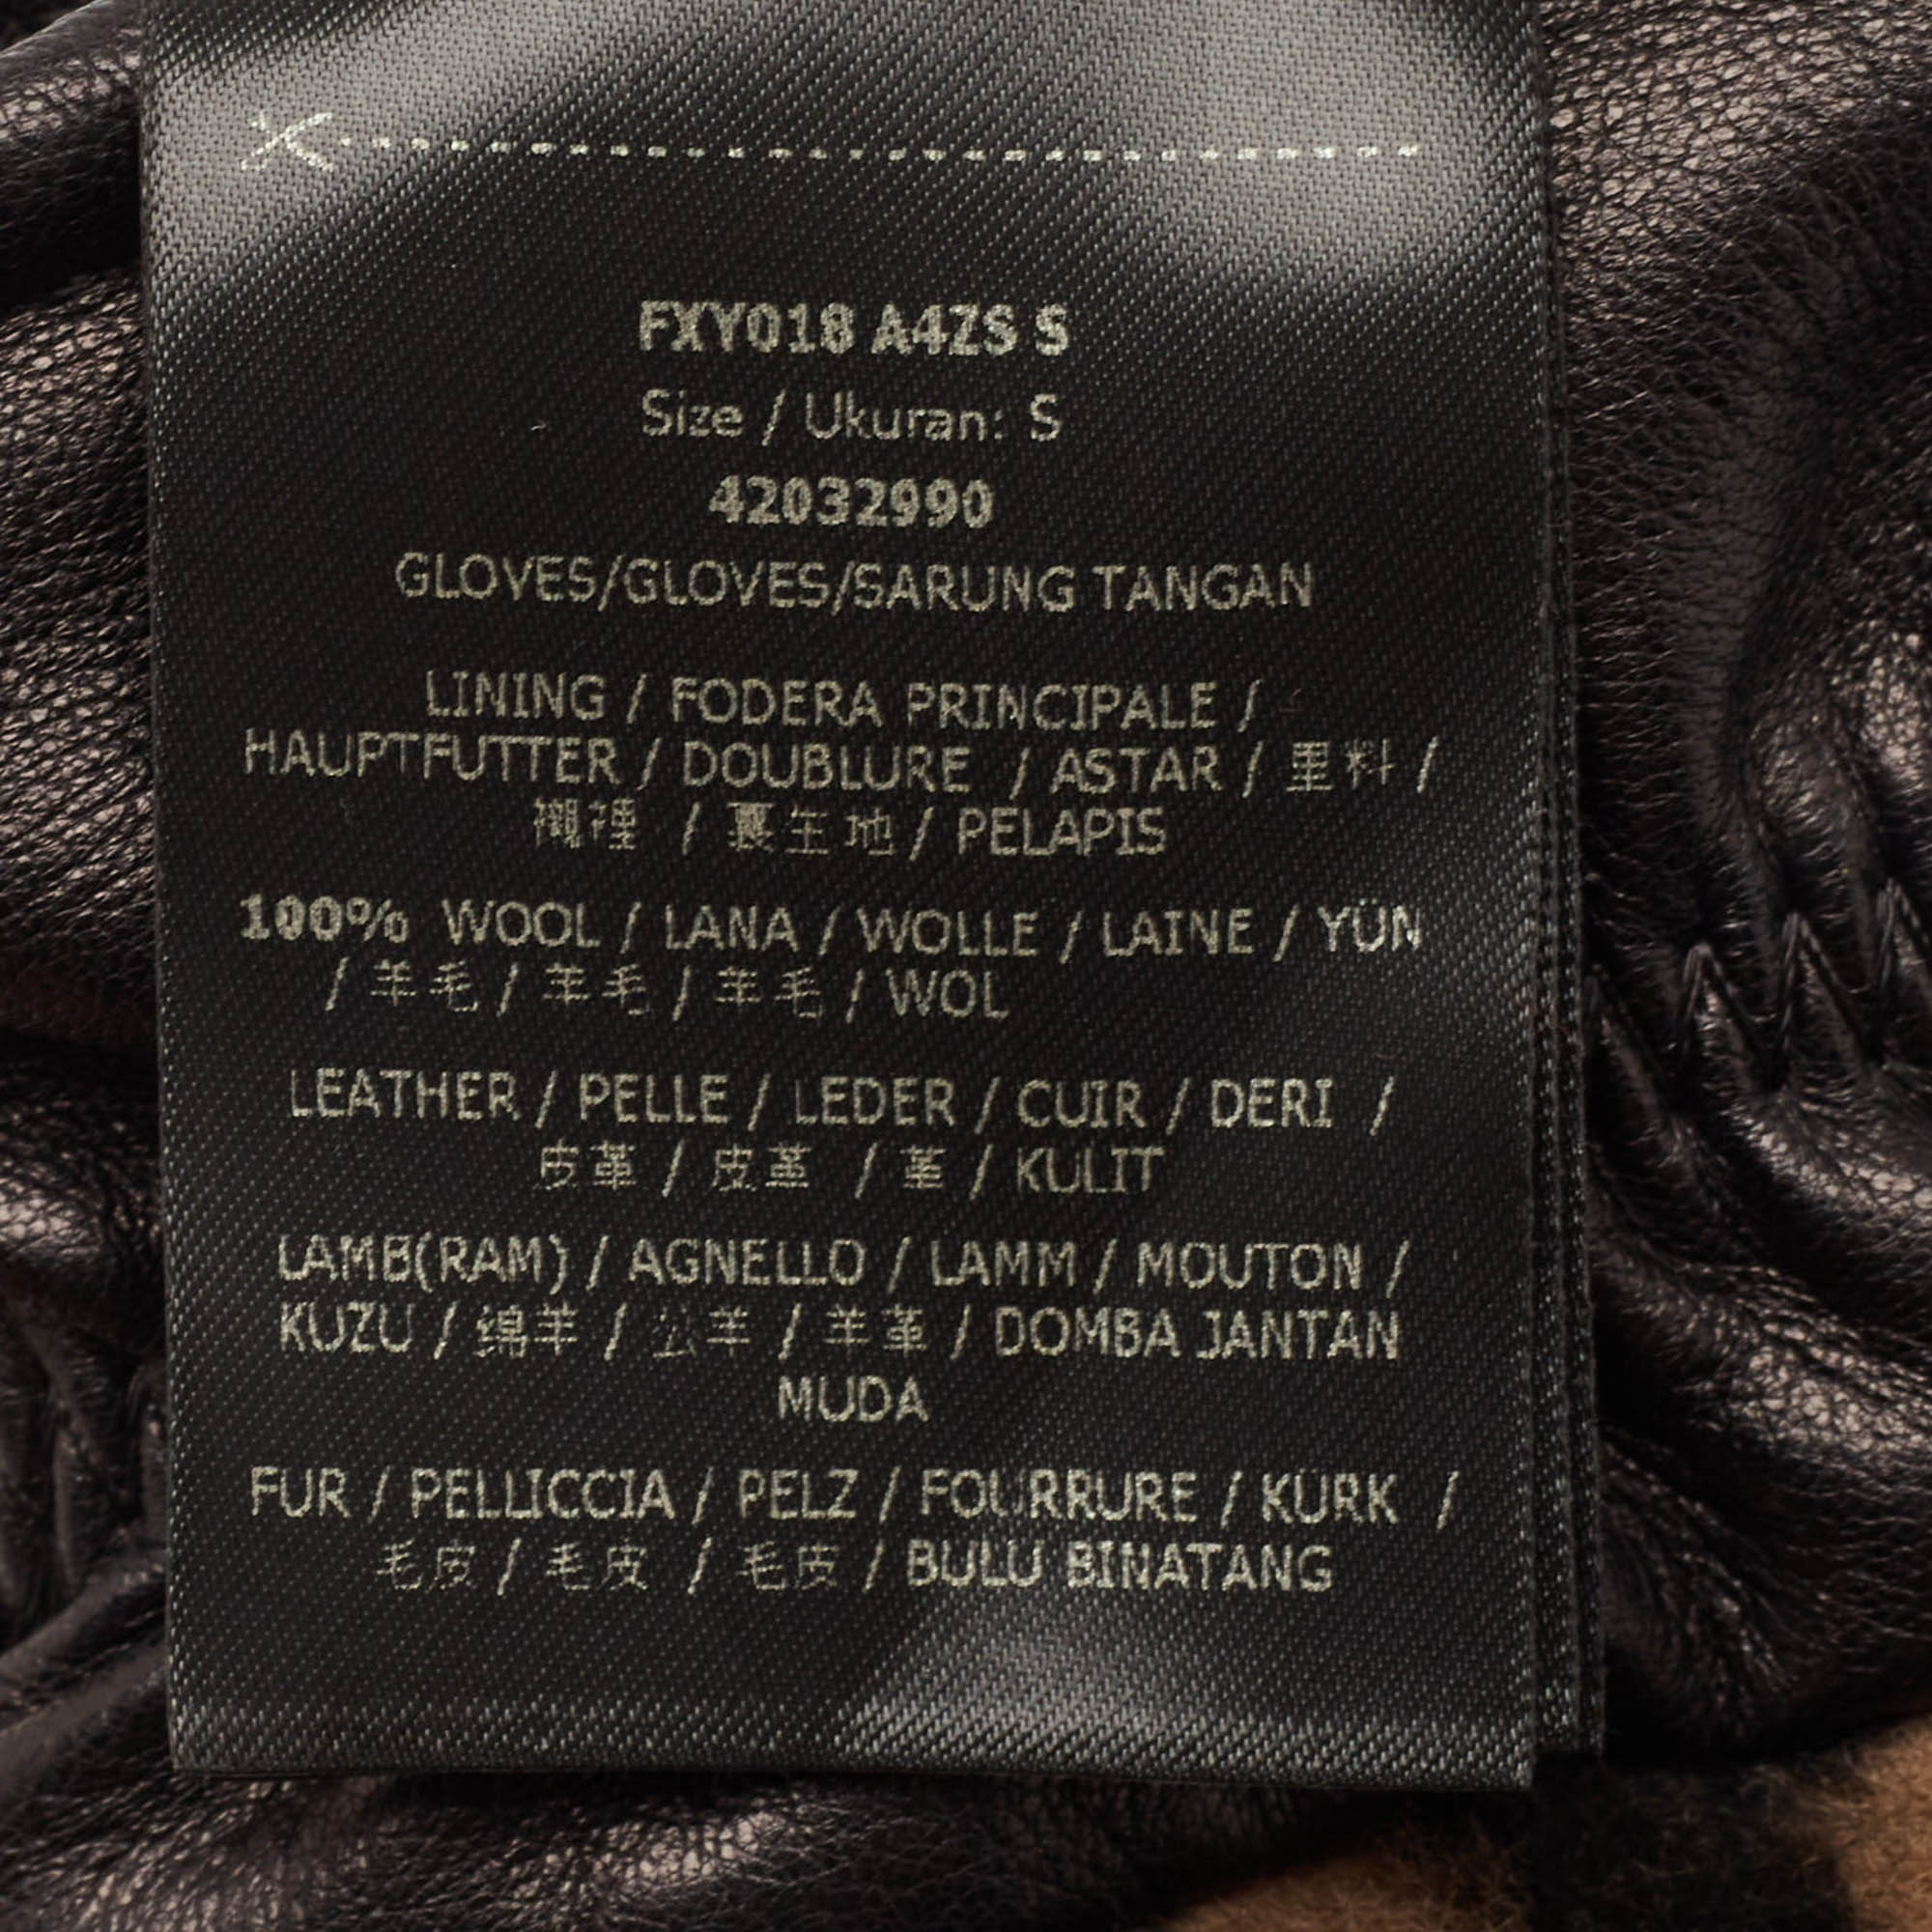 FXY018 A4ZS S
Size / Ukuran: S
42032990
GLOVES/GLOVES/SARUNG TANGAN
LINING / FODERA PRINCIPALE /
HAUPTFUTTER / DOUBLURE / ASTAR / 里料 /
襯裡 / 裏生地 / PELAPIS
100% WOOL / LANA / WOLLE / LAINE / YÜN
/ 羊毛 / 羊毛 / 羊毛 / WOL
LEATHER / PELLE / LEDER / CUIR / DERI /
皮革 / 皮革 / 革 / KULIT
LAMB(RAM) / AGNELLO / LAMM / MOUTON /
KUZU / 绵羊 / 公羊 / 羊革 / DOMBA JANTAN
MUDA
FUR / PELLICCIA / PELZ / FOURRURE / KÜRK /
毛皮 / 毛皮 / 毛皮 / BULU BINATANG